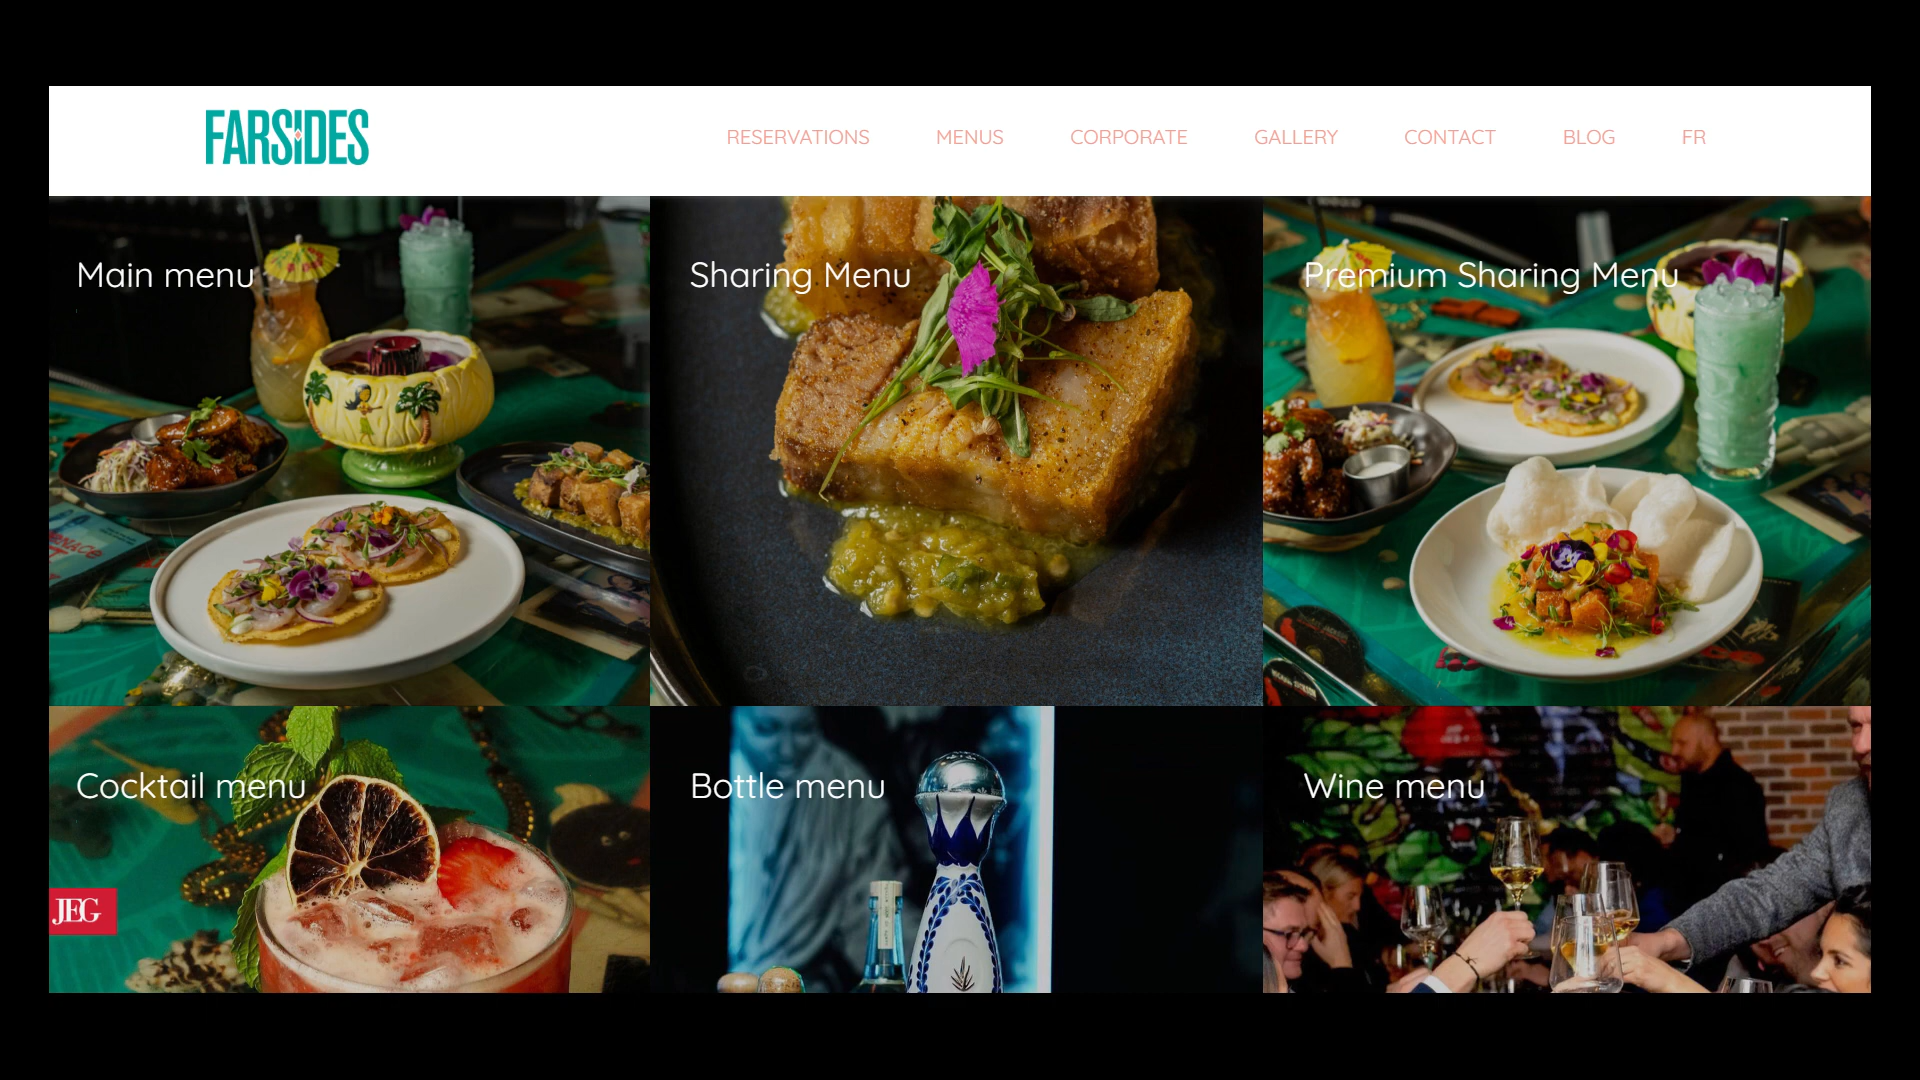 FARSIDES
RESERVATIONS MENUS CORPORATE GALLERY CONTACT BLOG FR
Main menu
Sharing Menu
Premium Sharing Menu
Cocktail menu
Bottle menu
Wine menu
JEG